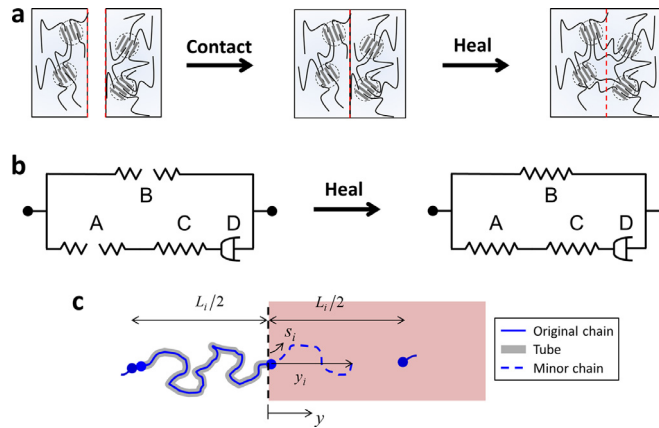 a
Contact
Heal
b
B
A
C
D
Heal
B
A
C
D
c
L_i/2
L_i/2
s_i
y_i
y
Original chain
Tube
Minor chain